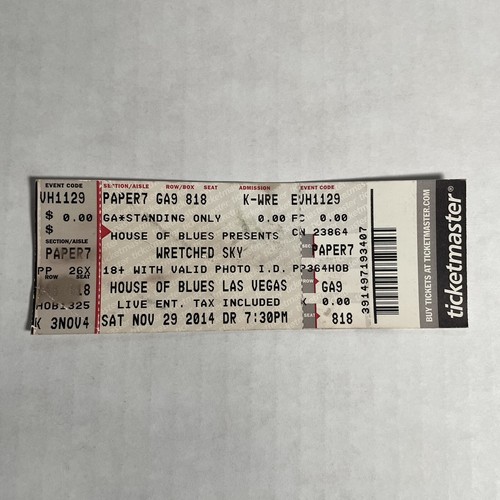 EVENT CODE
VH1129
$ 0.00
$
SECTION/AISLE
PAPER7
PP 26X
18
HOB1325
K 3NOV4
SECTION/AISLE ROW/BOX SEAT ADMISSION EVENT CODE
PAPER7 GA9 818 K-WRE EVH1129
GA*STANDING ONLY 0.00 FC 0.00
HOUSE OF BLUES PRESENTS CN 23864
WRETCHED SKY PAPER7
18+ WITH VALID PHOTO I.D. P2364HOB
HOUSE OF BLUES LAS VEGAS GA9
LIVE ENT. TAX INCLUDED X 0.00
SAT NOV 29 2014 DR 7:30PM 818
391497193407
BUY TICKETS AT TICKETMASTER.COM
ticketmaster®